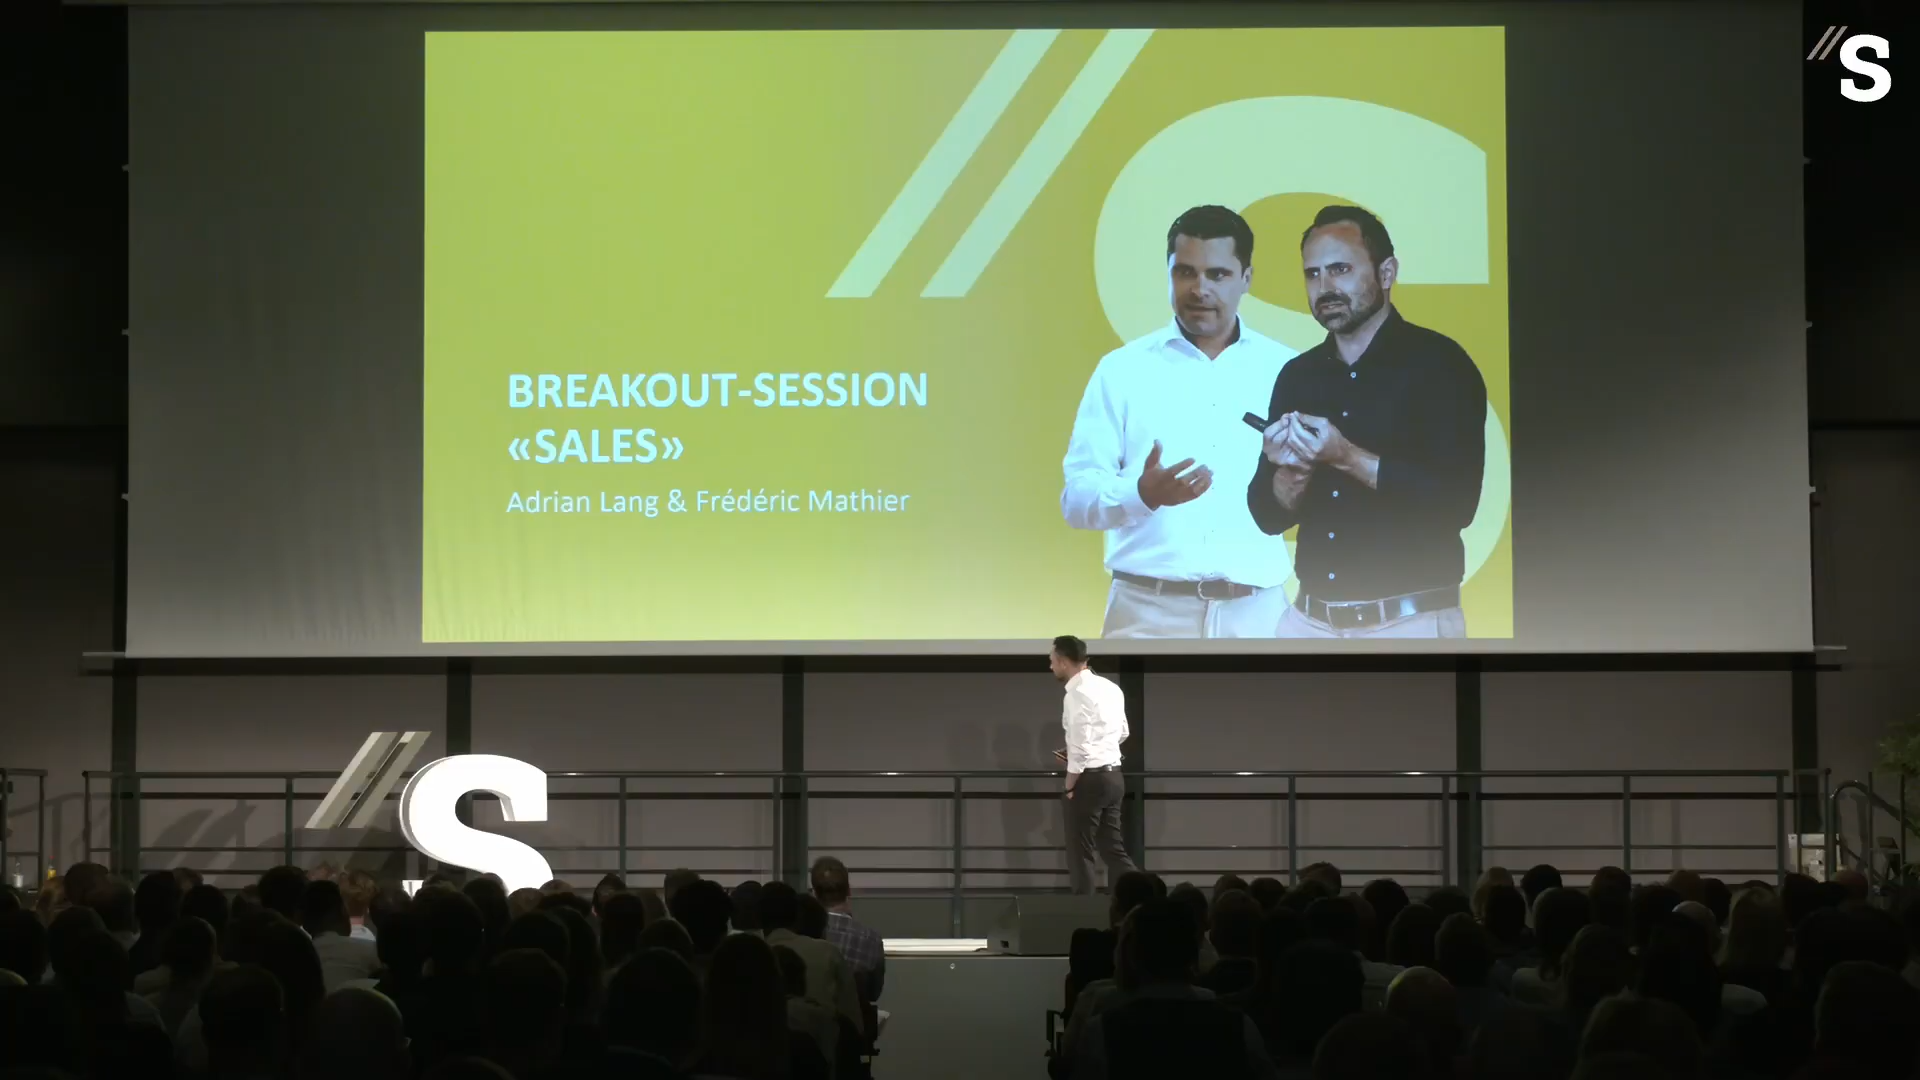 //S
BREAKOUT-SESSION
«SALES»
Adrian Lang & Frédéric Mathier
//S
//S